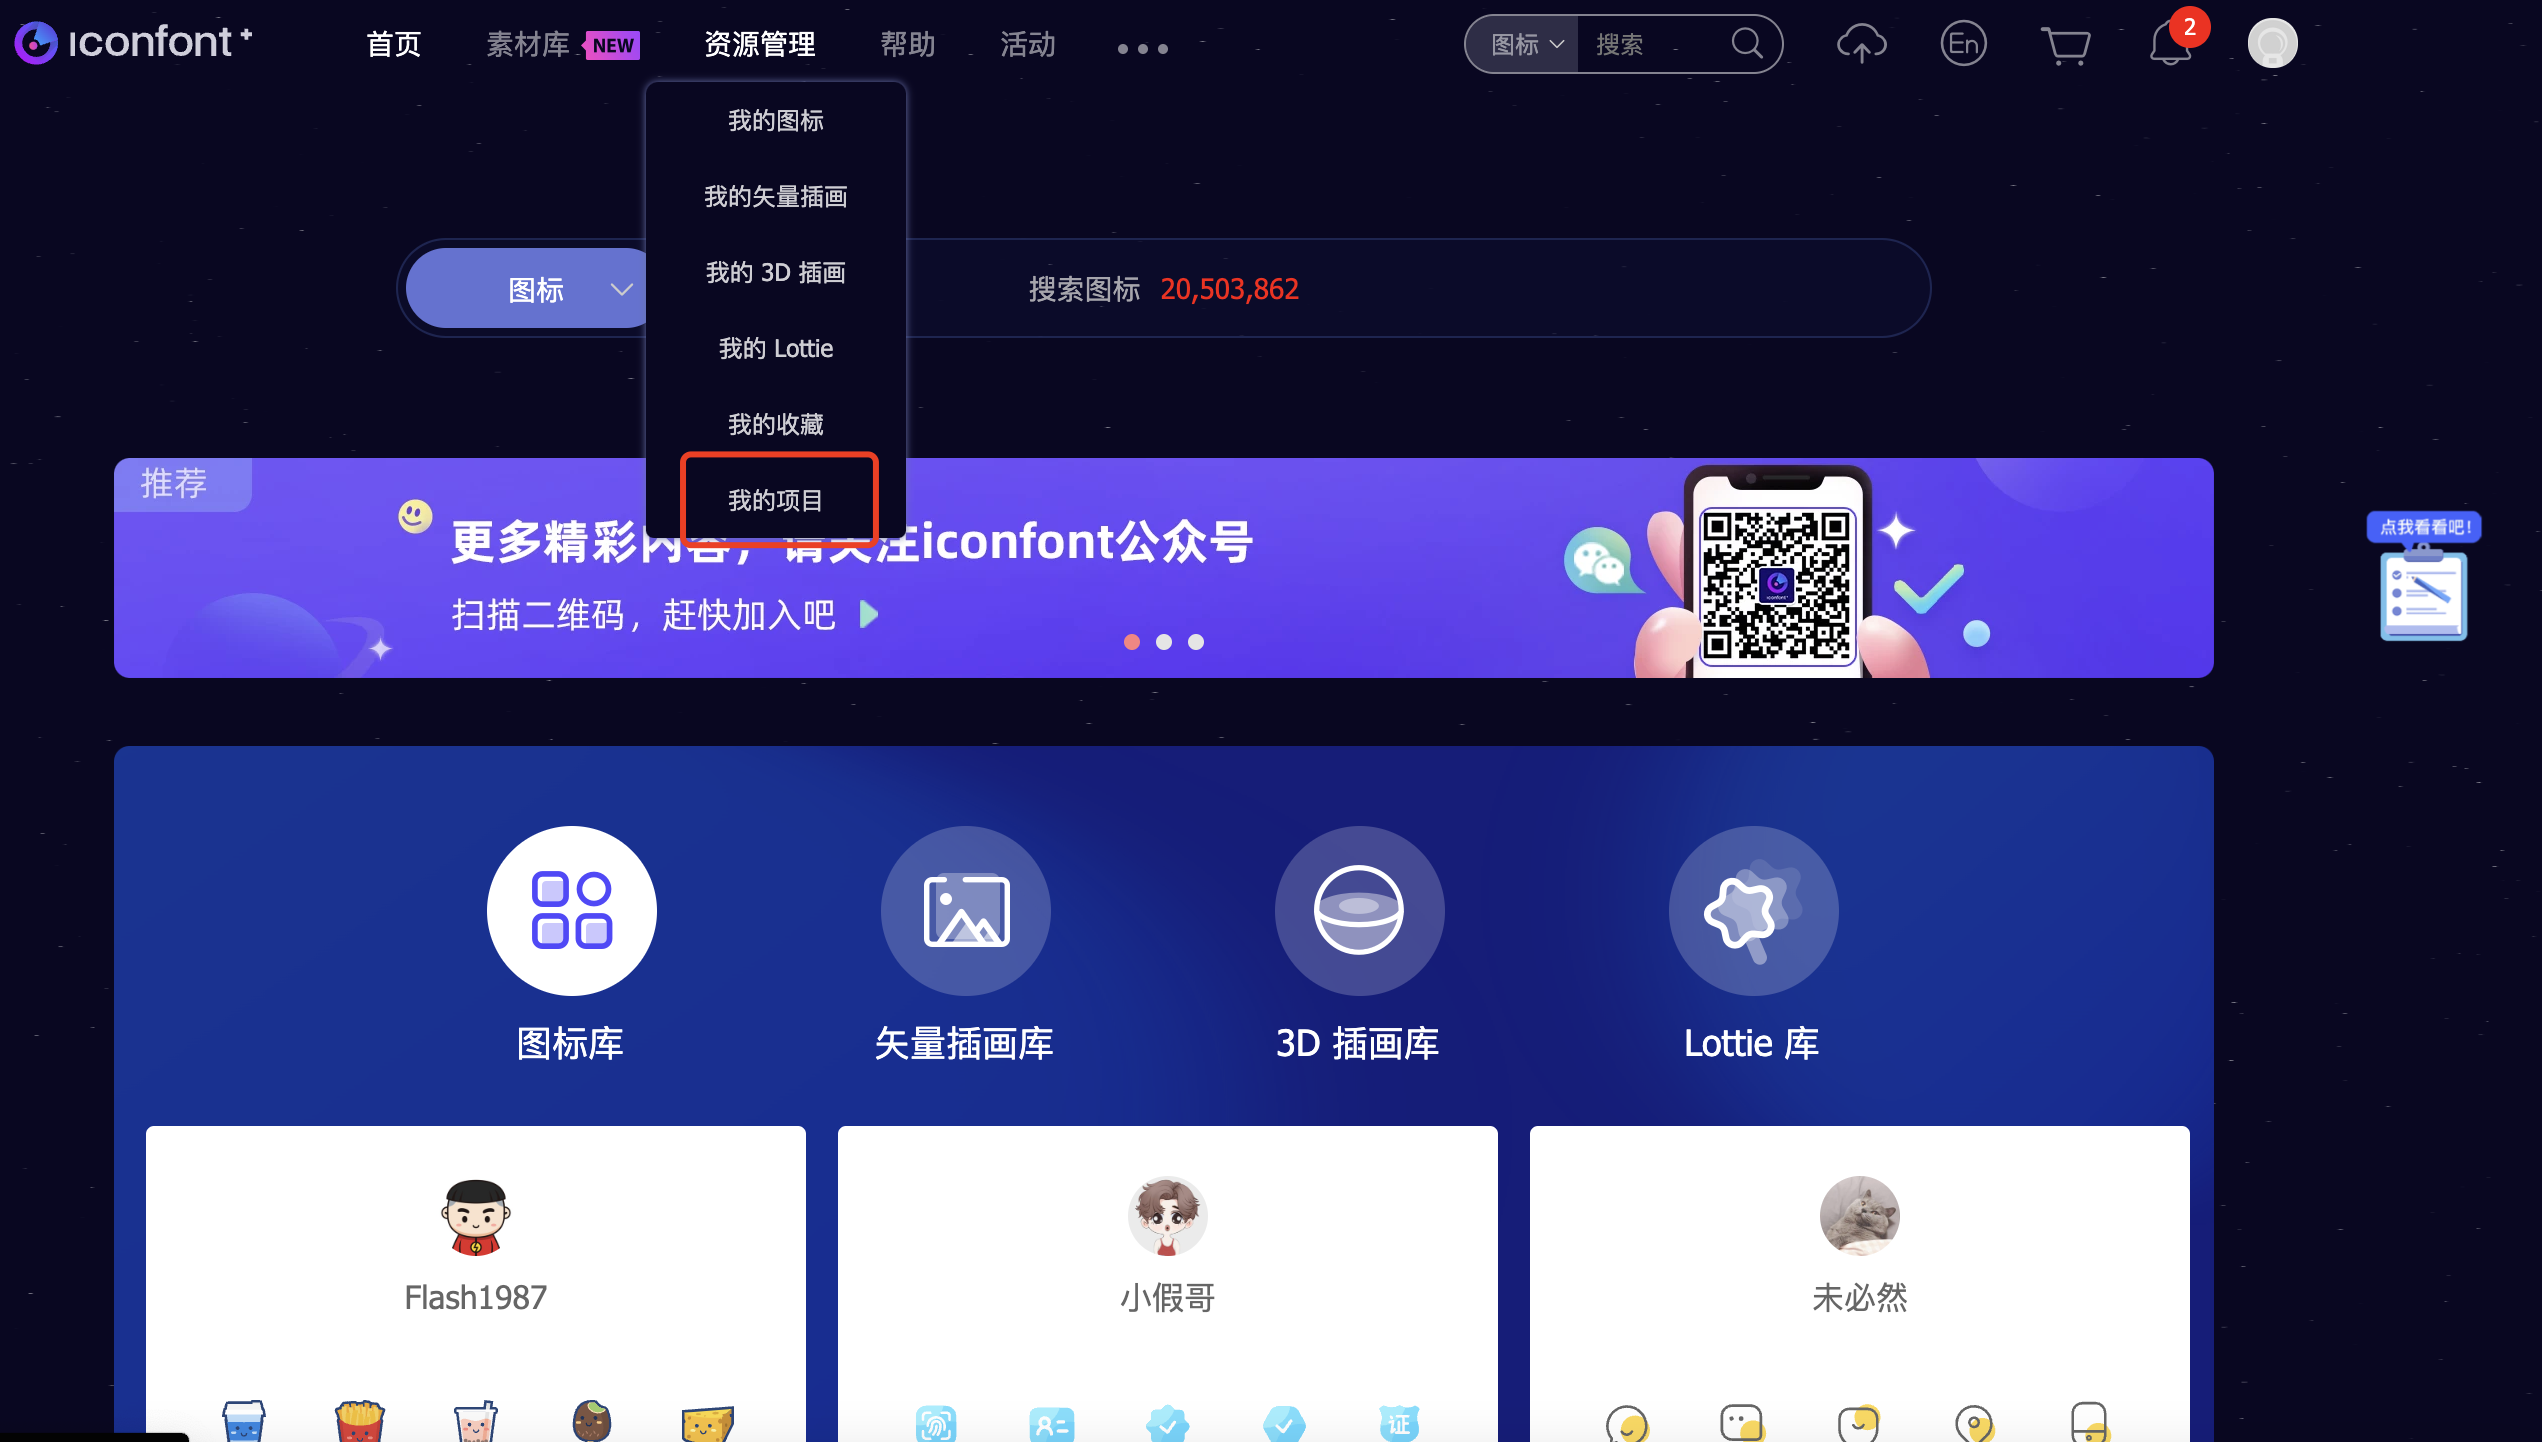 iconfont+
首页
素材库 NEW
资源管理
帮助
活动
图标
搜索
En
2
我的图标
我的矢量插画
我的 3D 插画
我的 Lottie
我的收藏
我的项目
图标
搜索图标 20,503,862
推荐
更多精彩内容，请关注iconfont公众号
扫描二维码，赶快加入吧
点我看看吧！
图标库
矢量插画库
3D 插画库
Lottie 库
Flash1987
小假哥
未必然
证